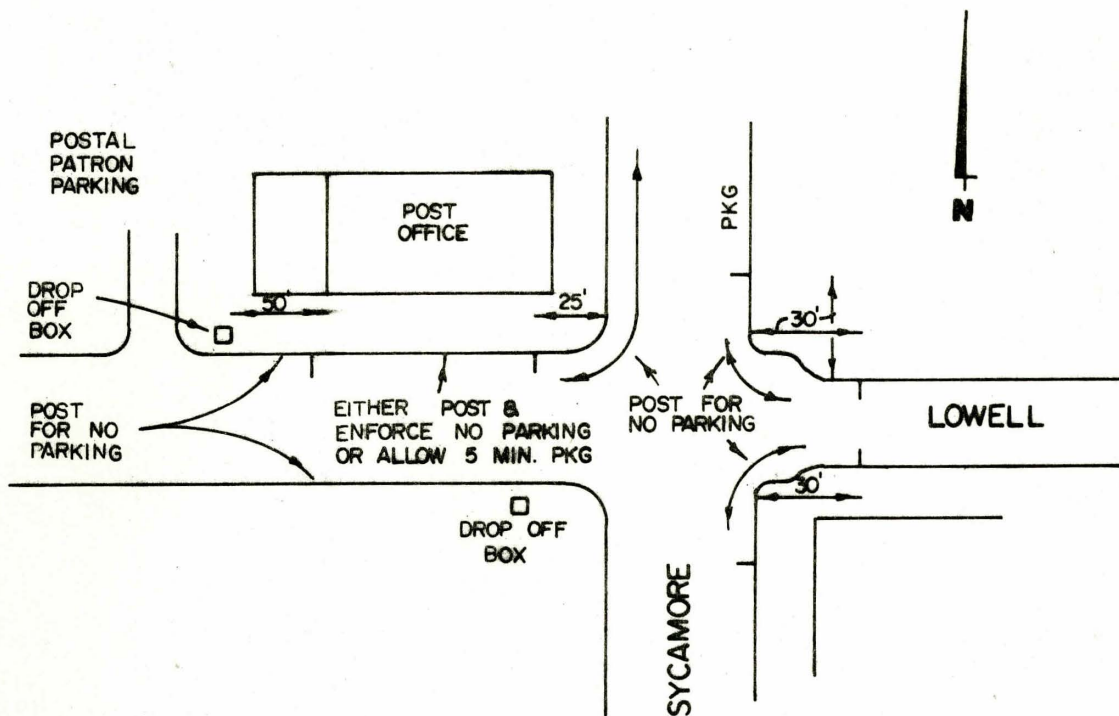 POSTAL
PATRON
PARKING
POST
OFFICE
PKG
N
DROP
OFF
BOX
50'
25'
30'
POST
FOR NO
PARKING
EITHER POST &
ENFORCE NO PARKING
OR ALLOW 5 MIN. PKG
POST FOR
NO PARKING
LOWELL
30'
DROP OFF
BOX
SYCAMORE